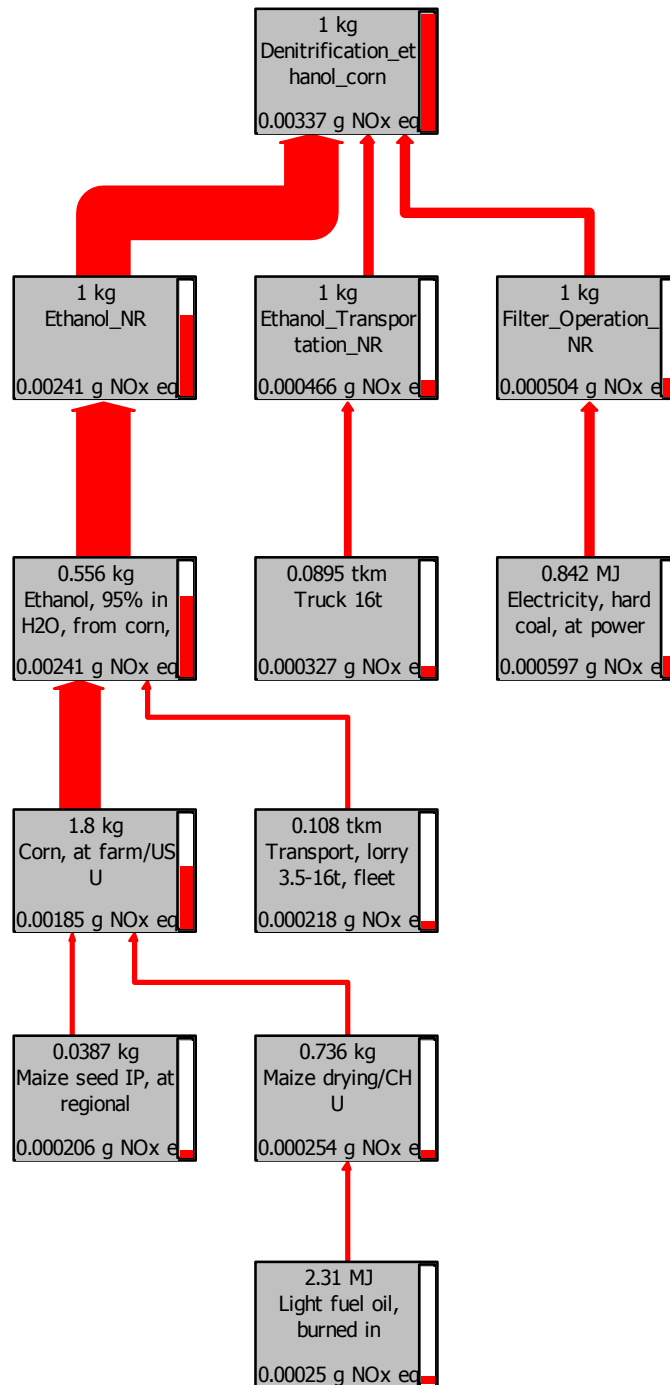 1 kg
Denitrification_et
hanol_corn
0.00337 g NOx eq
1 kg
Ethanol_NR
0.00241 g NOx eq
1 kg
Ethanol_Transpor
tation_NR
0.000466 g NOx e
1 kg
Filter_Operation_
NR
0.000504 g NOx e
0.556 kg
Ethanol, 95% in
H2O, from corn,
0.00241 g NOx eq
0.0895 tkm
Truck 16t
0.000327 g NOx e
0.842 MJ
Electricity, hard
coal, at power
0.000597 g NOx e
1.8 kg
Corn, at farm/US
U
0.00185 g NOx eq
0.108 tkm
Transport, lorry
3.5-16t, fleet
0.000218 g NOx e
0.0387 kg
Maize seed IP, at
regional
0.000206 g NOx e
0.736 kg
Maize drying/CH
U
0.000254 g NOx e
2.31 MJ
Light fuel oil,
burned in
0.00025 g NOx eq